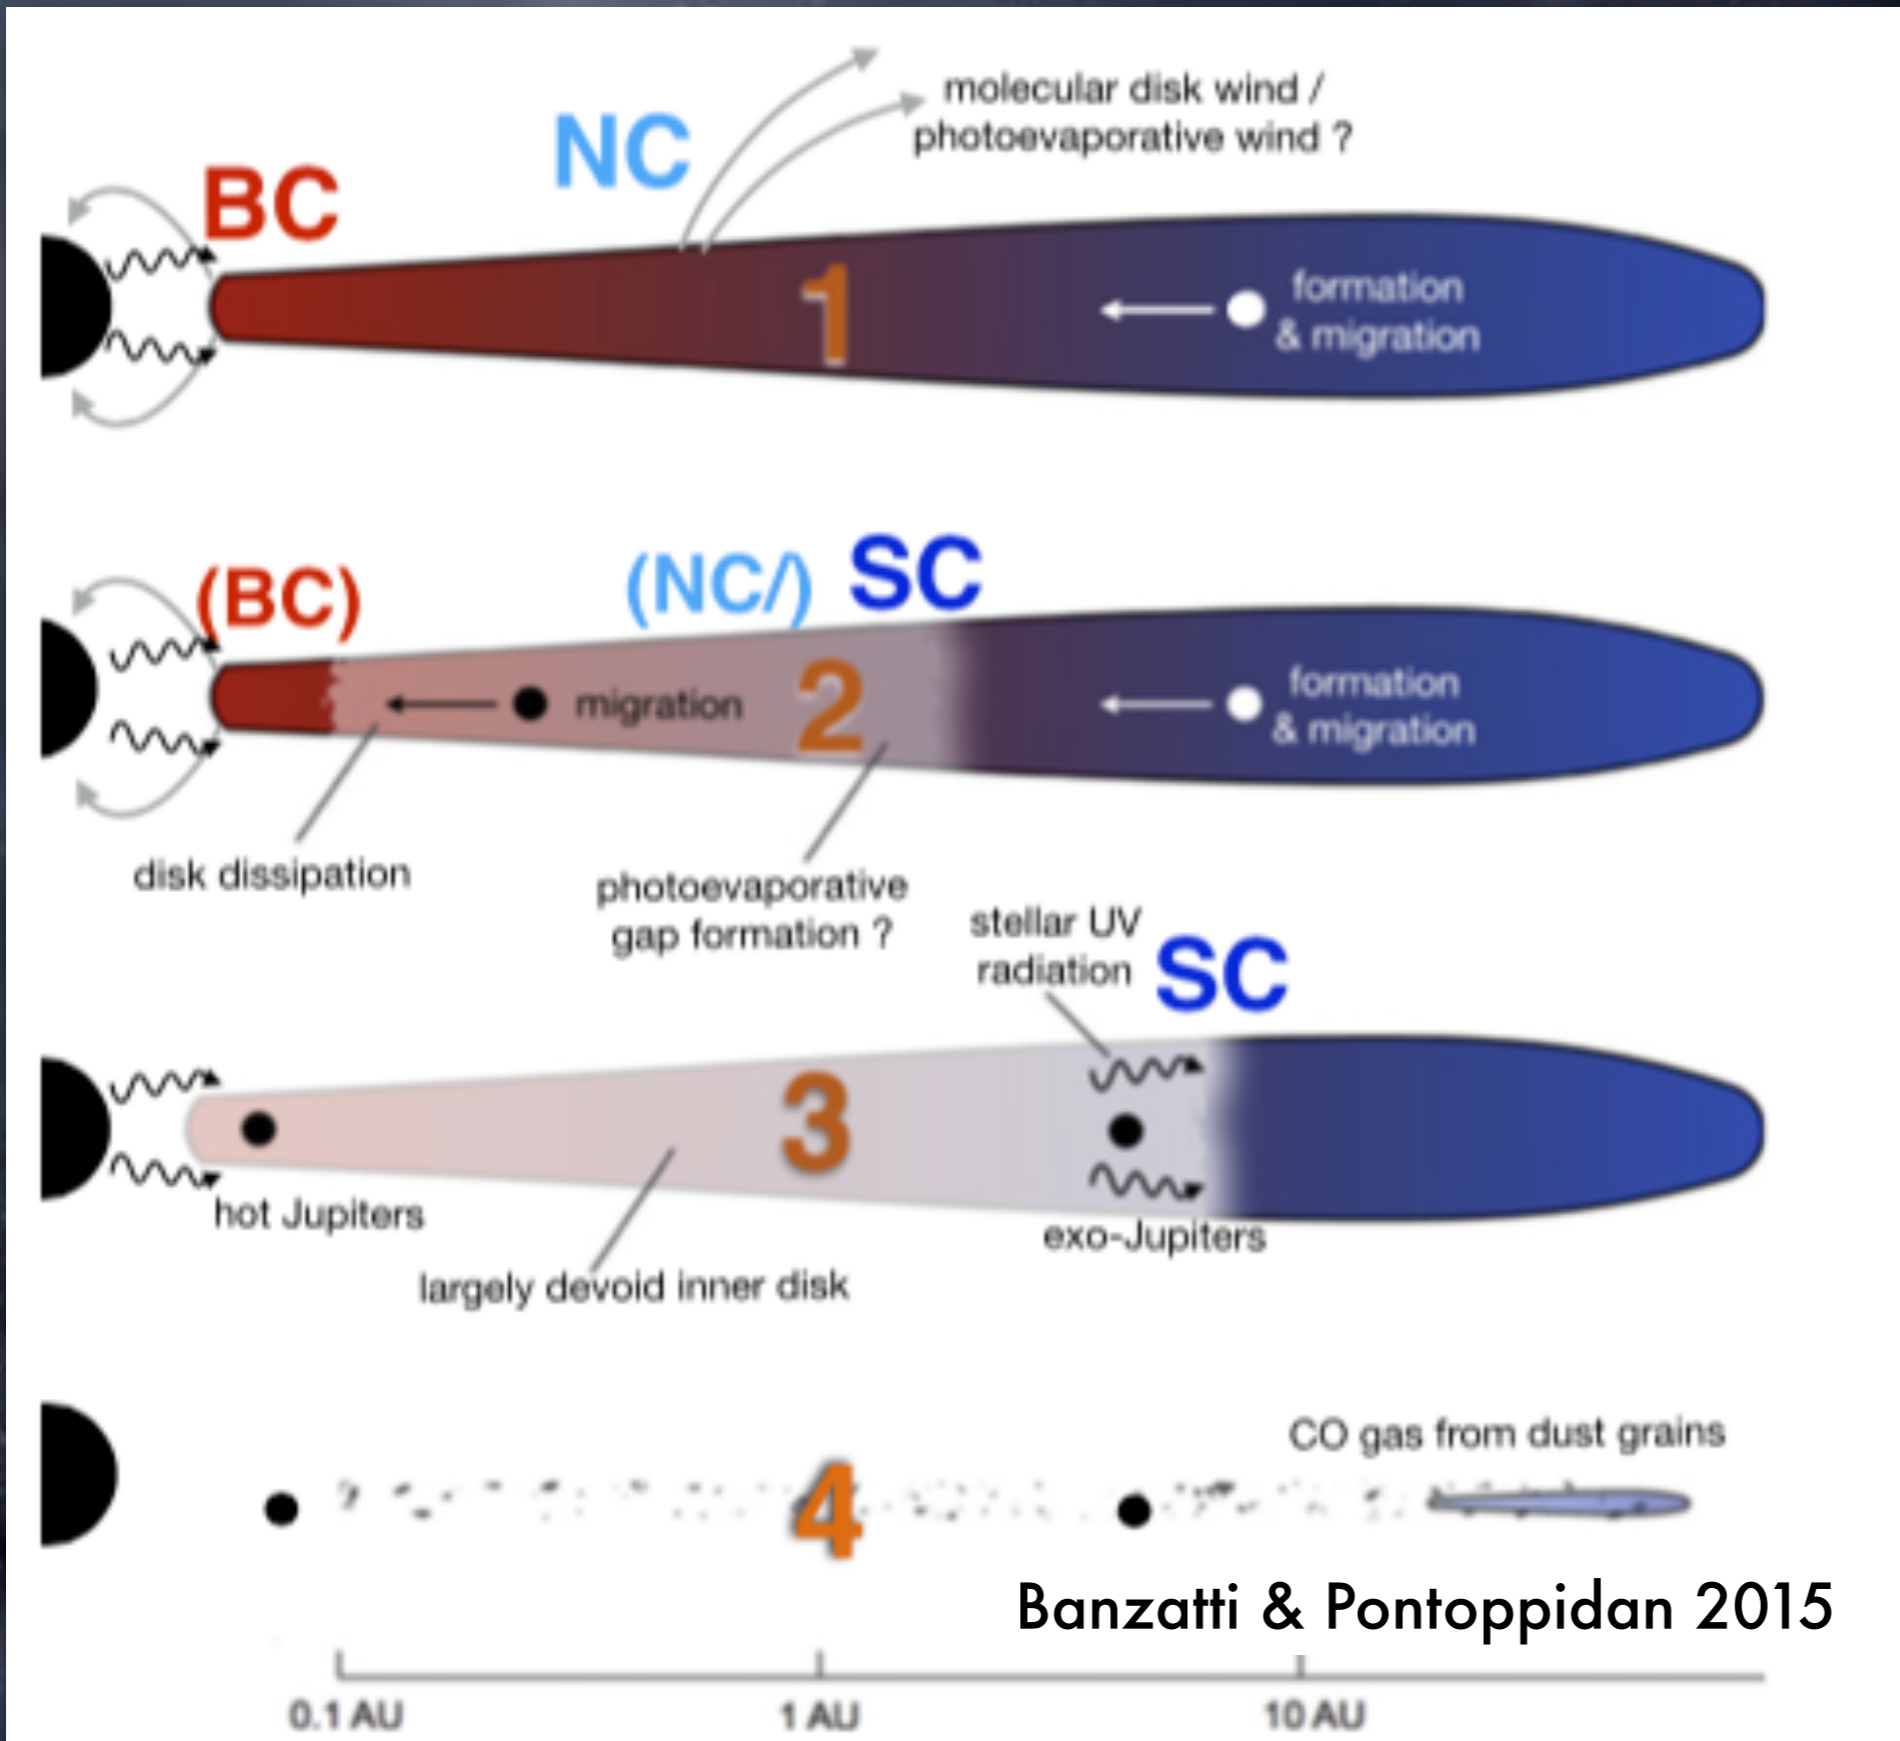 molecular disk wind /
photoevaporative wind ?
NC
BC
1
formation
& migration
(BC)
(NC/)
SC
migration
2
formation
& migration
disk dissipation
photoevaporative
gap formation ?
stellar UV
radiation
SC
3
hot Jupiters
exo-Jupiters
largely devoid inner disk
CO gas from dust grains
4
Banzatti & Pontoppidan 2015
0.1 AU
1 AU
10 AU